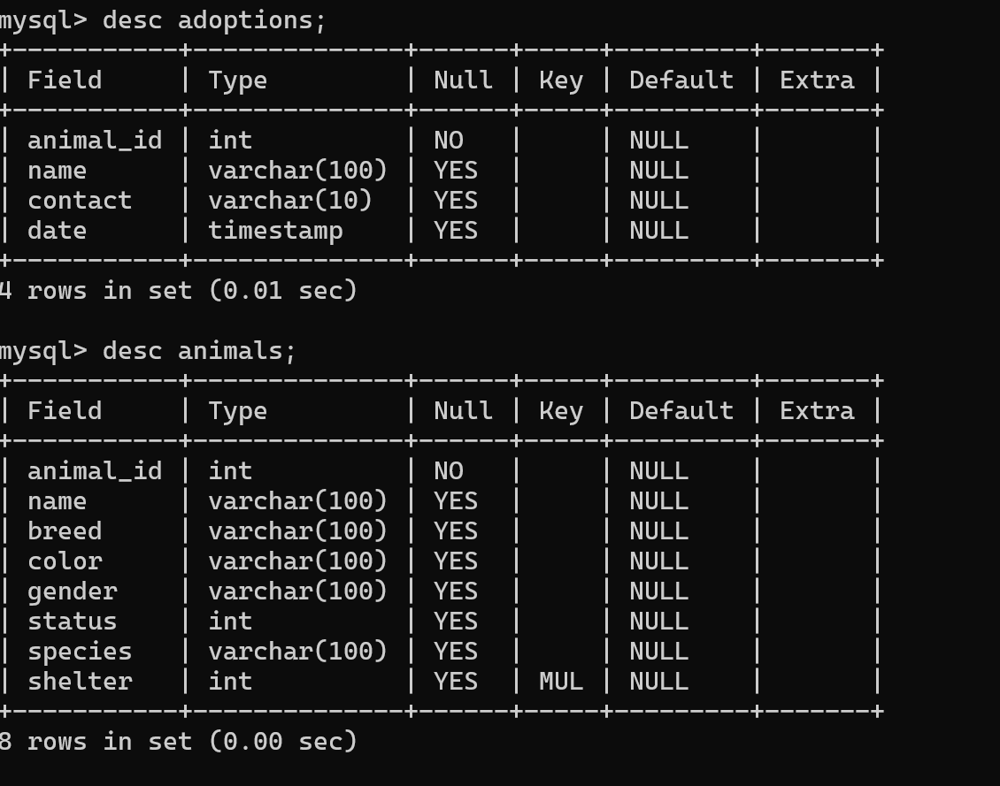 mysql> desc adoptions;
+-----------+--------------+------+-----+---------+-------+
| Field     | Type         | Null | Key | Default | Extra |
+-----------+--------------+------+-----+---------+-------+
| animal_id | int          | NO   |     | NULL    |       |
| name      | varchar(100) | YES  |     | NULL    |       |
| contact   | varchar(10)  | YES  |     | NULL    |       |
| date      | timestamp    | YES  |     | NULL    |       |
+-----------+--------------+------+-----+---------+-------+
4 rows in set (0.01 sec)
mysql> desc animals;
+-----------+--------------+------+-----+---------+-------+
| Field     | Type         | Null | Key | Default | Extra |
+-----------+--------------+------+-----+---------+-------+
| animal_id | int          | NO   |     | NULL    |       |
| name      | varchar(100) | YES  |     | NULL    |       |
| breed     | varchar(100) | YES  |     | NULL    |       |
| color     | varchar(100) | YES  |     | NULL    |       |
| gender    | varchar(100) | YES  |     | NULL    |       |
| status    | int          | YES  |     | NULL    |       |
| species   | varchar(100) | YES  |     | NULL    |       |
| shelter   | int          | YES  | MUL | NULL    |       |
+-----------+--------------+------+-----+---------+-------+
8 rows in set (0.00 sec)